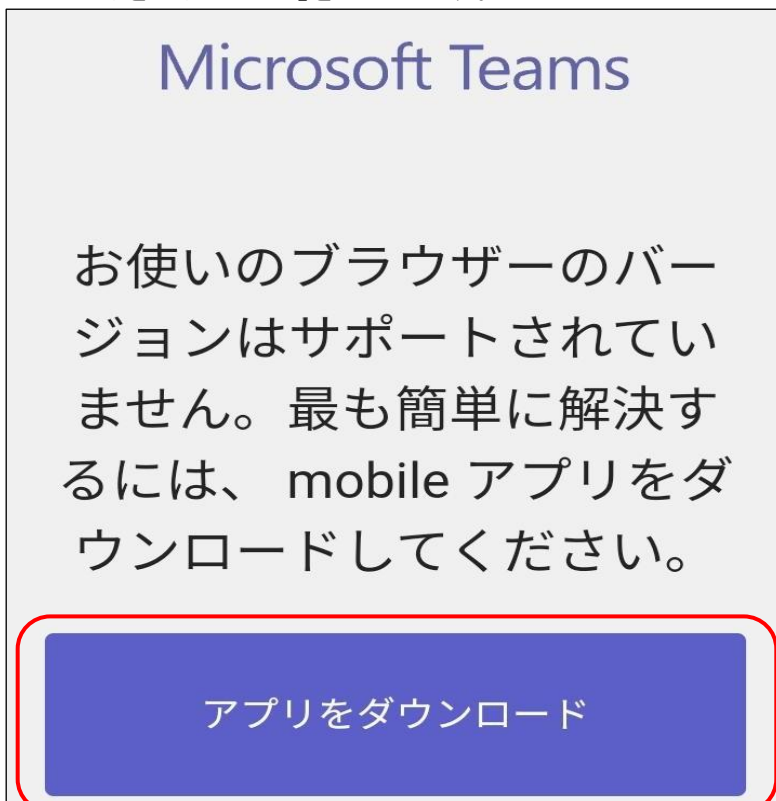 Microsoft Teams
お使いのブラウザーのバー
ジョンはサポートされてい
ません。最も簡単に解決す
るには、 mobile アプリをダ
ウンロードしてください。
アプリをダウンロード